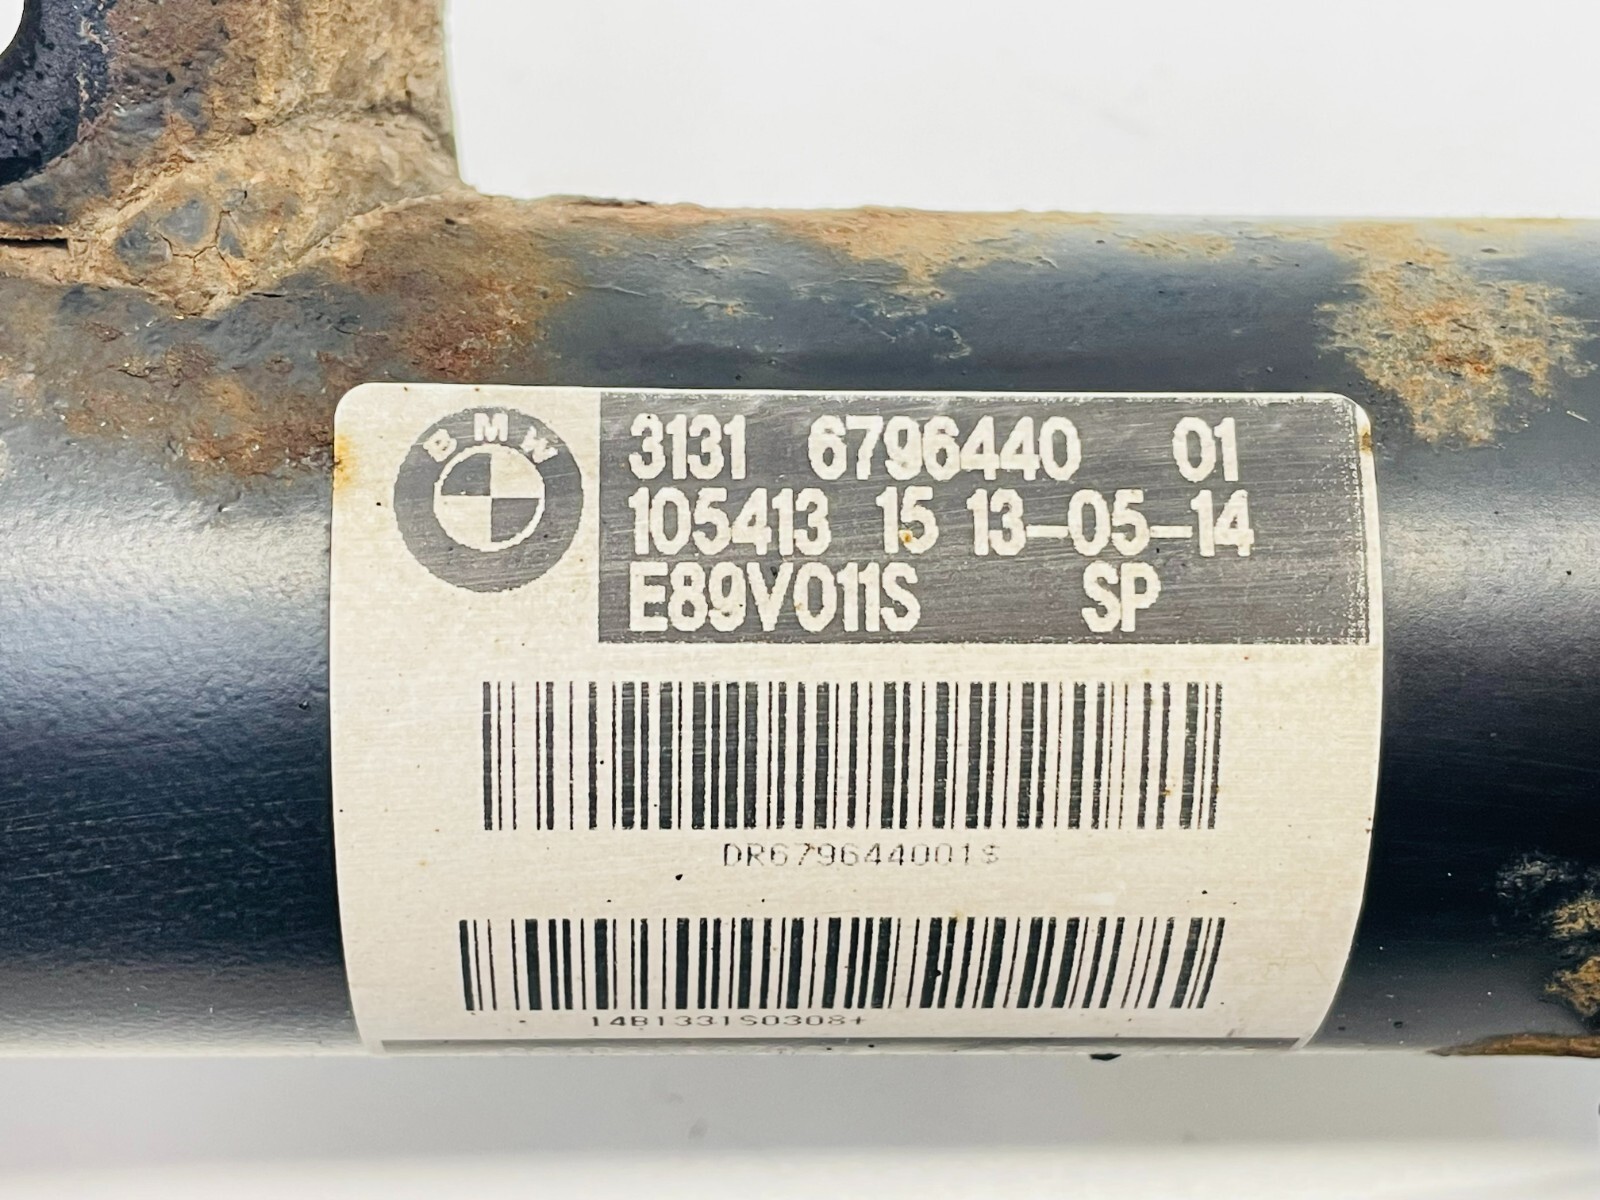 BMW
3131 6796440 01
105413 15 13-05-14
E89V011S SP
DR679644001$
14B1331S0308+